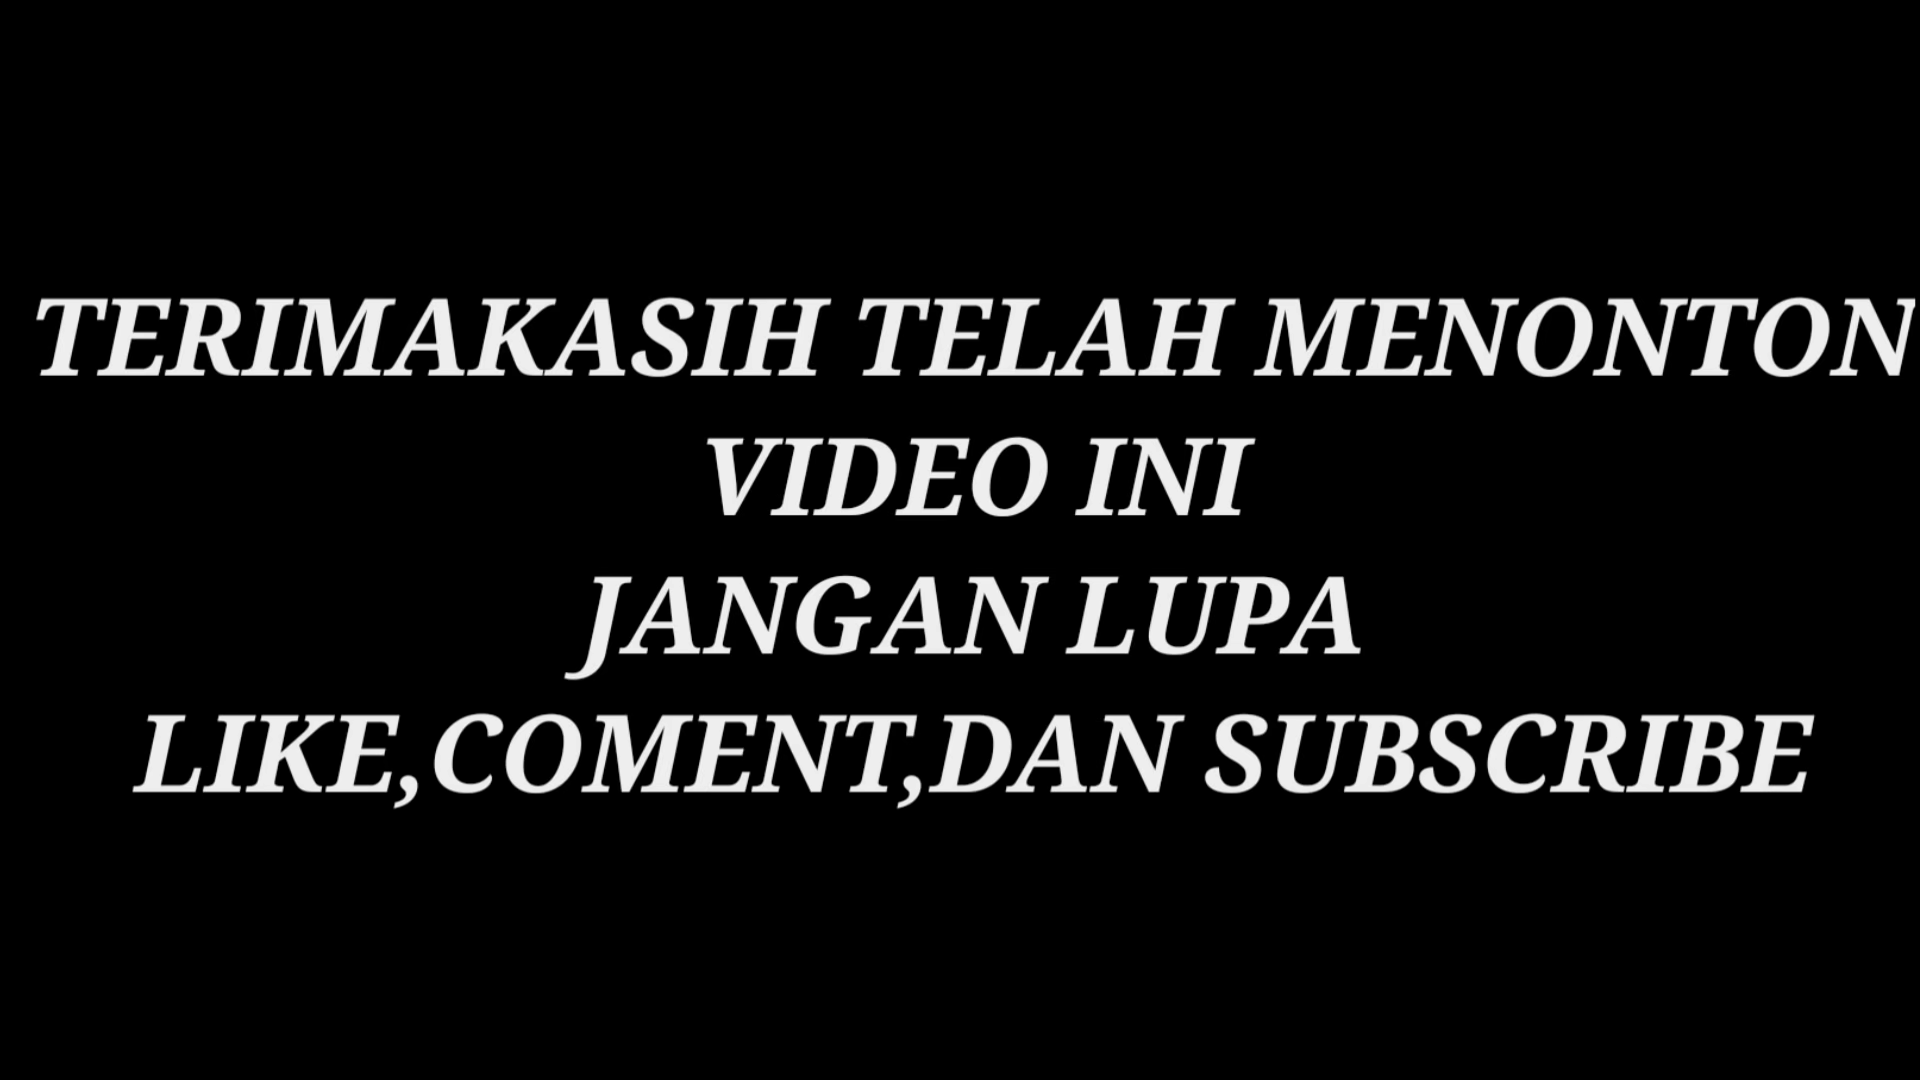 TERIMAKASIH TELAH MENONTON
VIDEO INI
JANGAN LUPA
LIKE,COMENT,DAN SUBSCRIBE